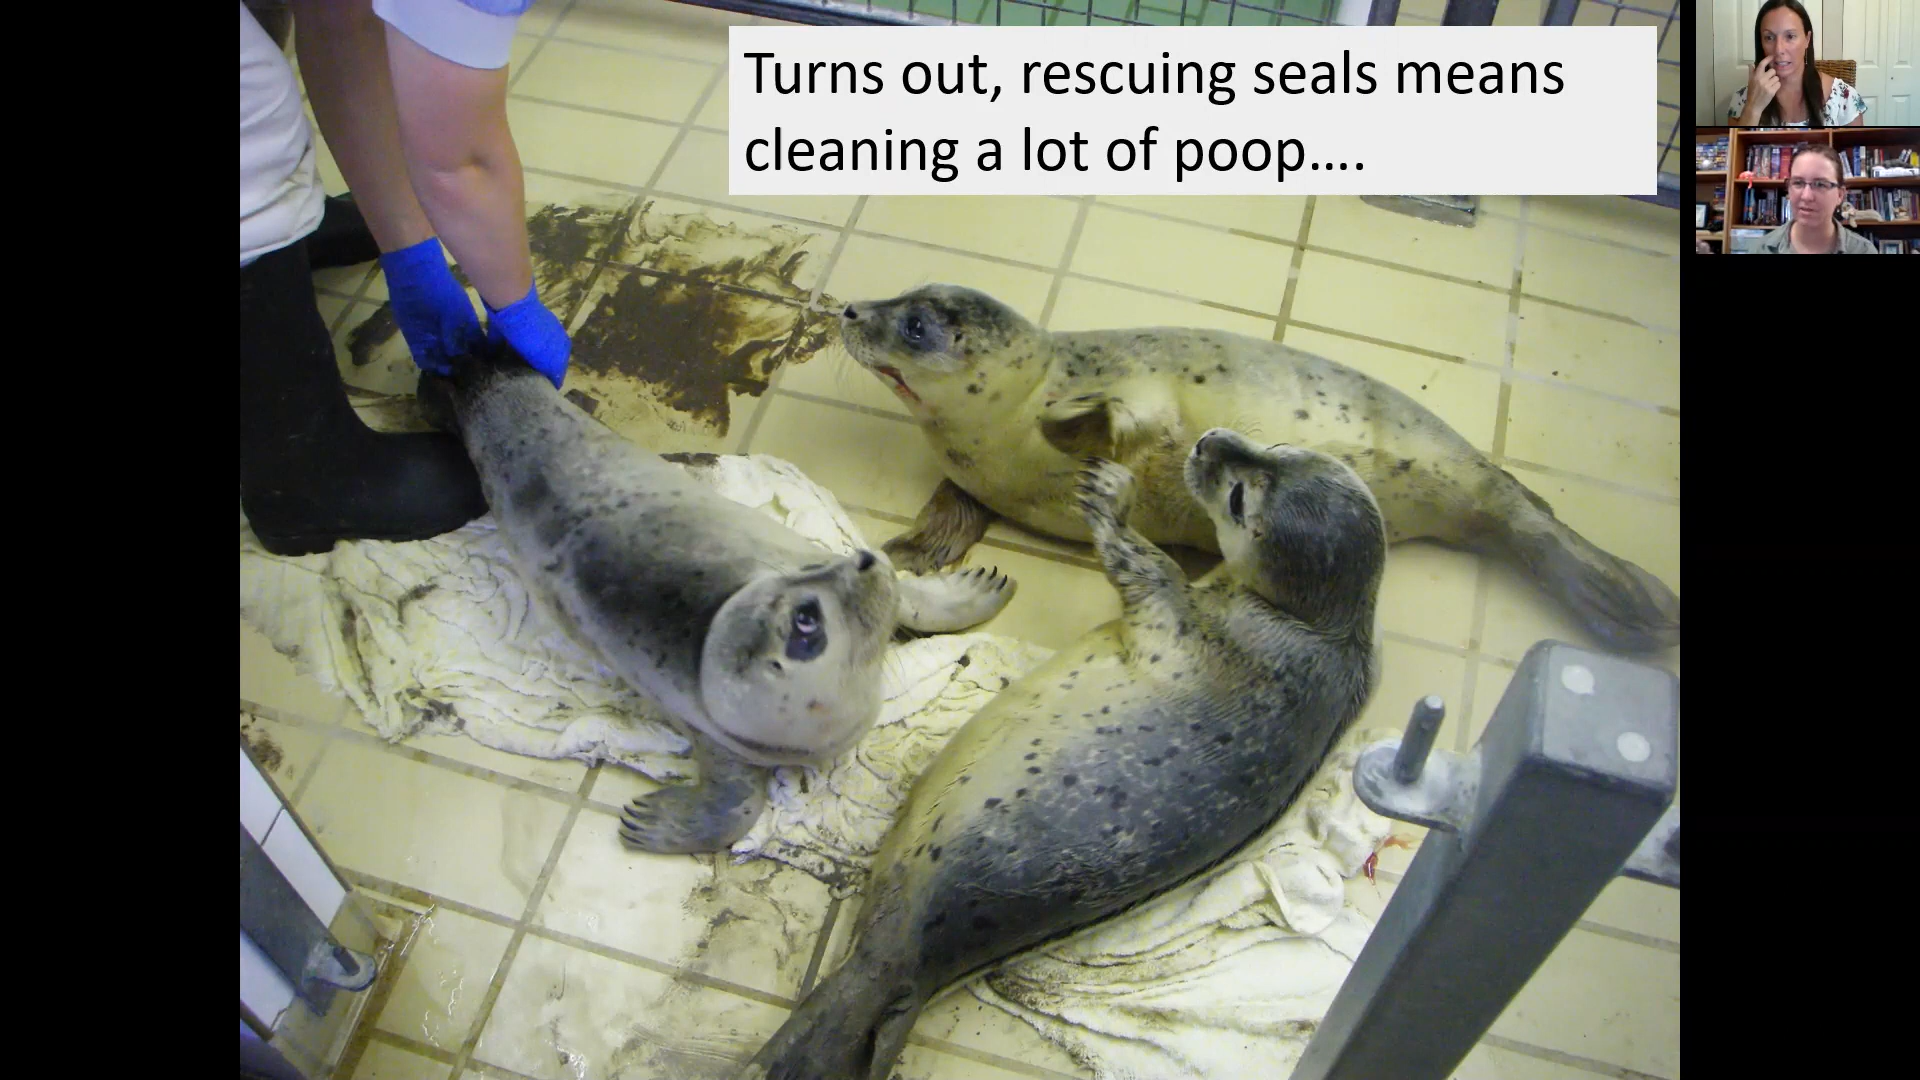 Turns out, rescuing seals means
cleaning a lot of poop....